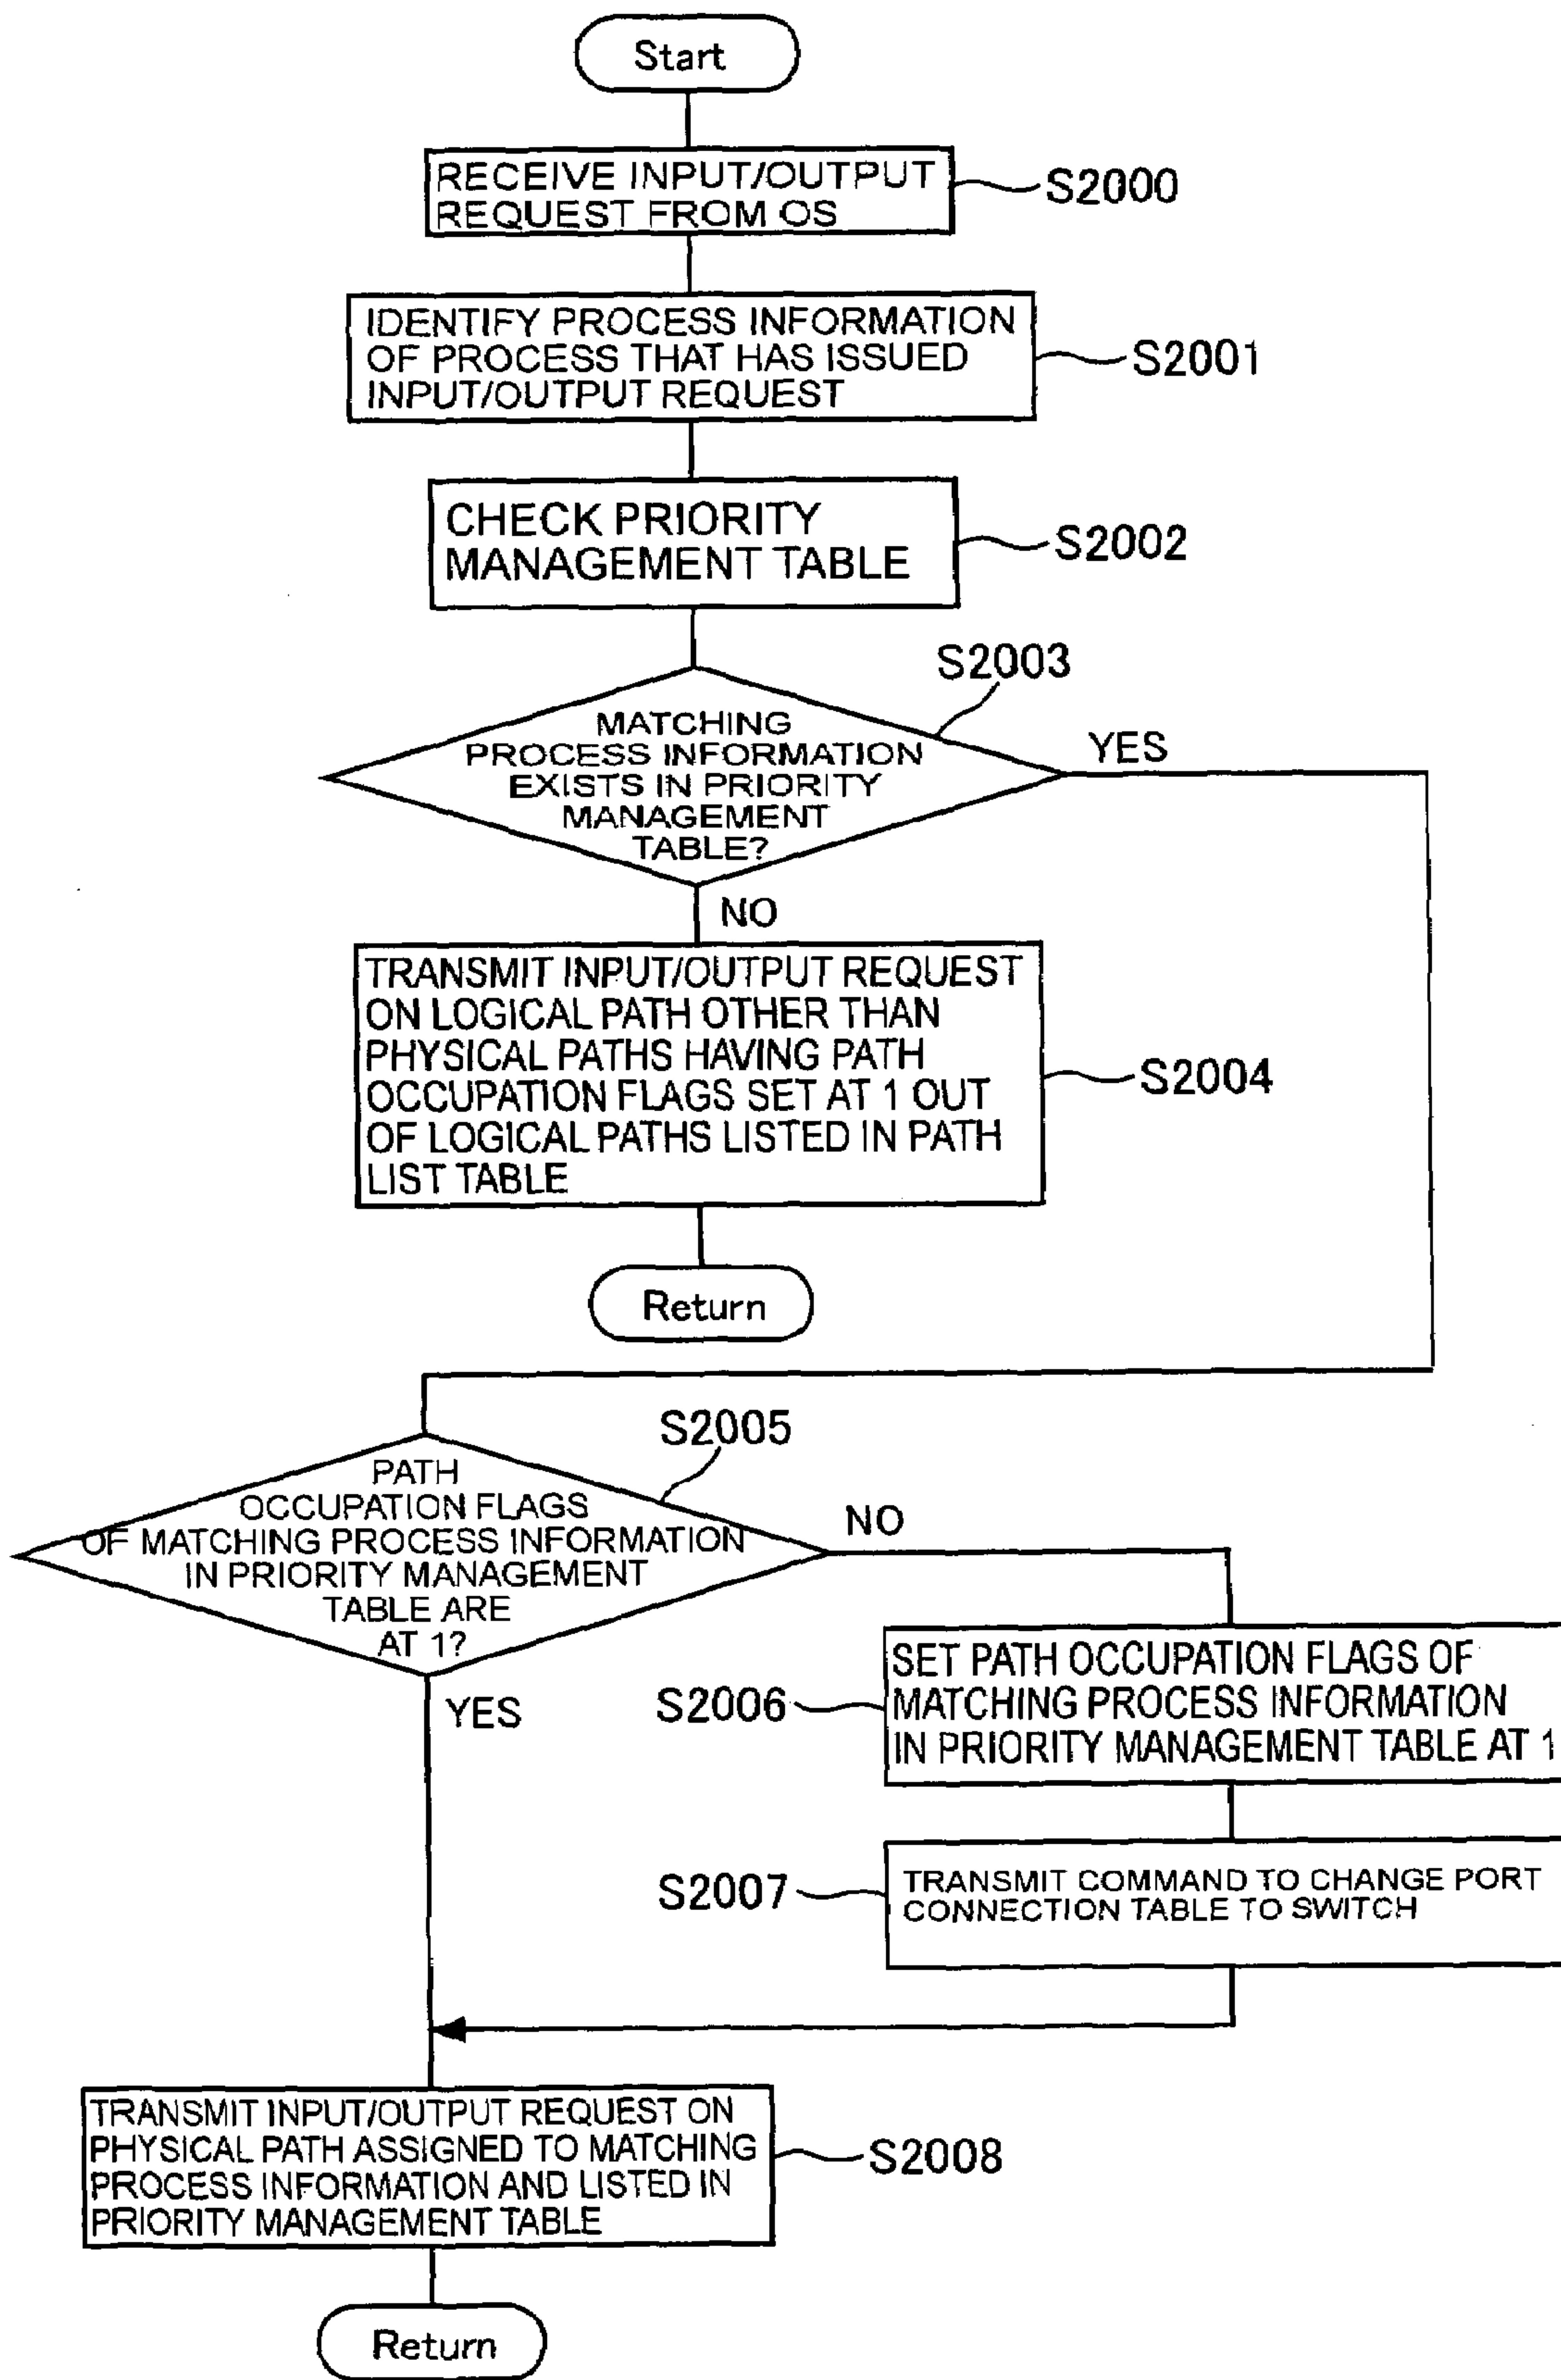 Start
RECEIVE INPUT/OUTPUT
REQUEST FROM OS
S2000
IDENTIFY PROCESS INFORMATION
OF PROCESS THAT HAS ISSUED
INPUT/OUTPUT REQUEST
S2001
CHECK PRIORITY
MANAGEMENT TABLE
S2002
S2003
MATCHING
PROCESS INFORMATION
EXISTS IN PRIORITY
MANAGEMENT
TABLE?
YES
NO
TRANSMIT INPUT/OUTPUT REQUEST
ON LOGICAL PATH OTHER THAN
PHYSICAL PATHS HAVING PATH
OCCUPATION FLAGS SET AT 1 OUT
OF LOGICAL PATHS LISTED IN PATH
LIST TABLE
S2004
Return
S2005
PATH
OCCUPATION FLAGS
OF MATCHING PROCESS INFORMATION
IN PRIORITY MANAGEMENT
TABLE ARE
AT 1?
NO
YES
SET PATH OCCUPATION FLAGS OF
MATCHING PROCESS INFORMATION
IN PRIORITY MANAGEMENT TABLE AT 1
S2006
TRANSMIT COMMAND TO CHANGE PORT
CONNECTION TABLE TO SWITCH
S2007
TRANSMIT INPUT/OUTPUT REQUEST ON
PHYSICAL PATH ASSIGNED TO MATCHING
PROCESS INFORMATION AND LISTED IN
PRIORITY MANAGEMENT TABLE
S2008
Return